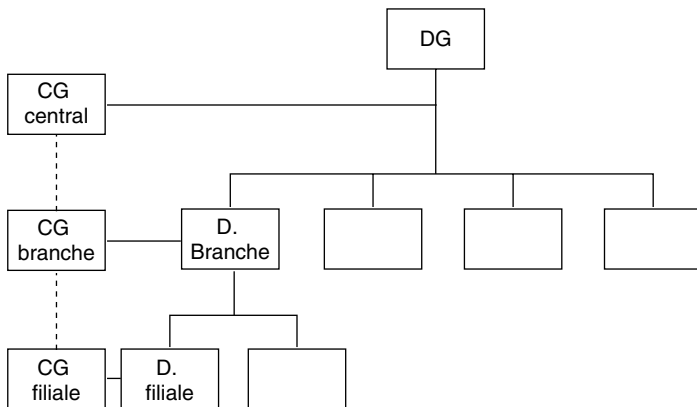 DG
CG
central
CG
branche
D.
Branche
CG
filiale
D.
filiale